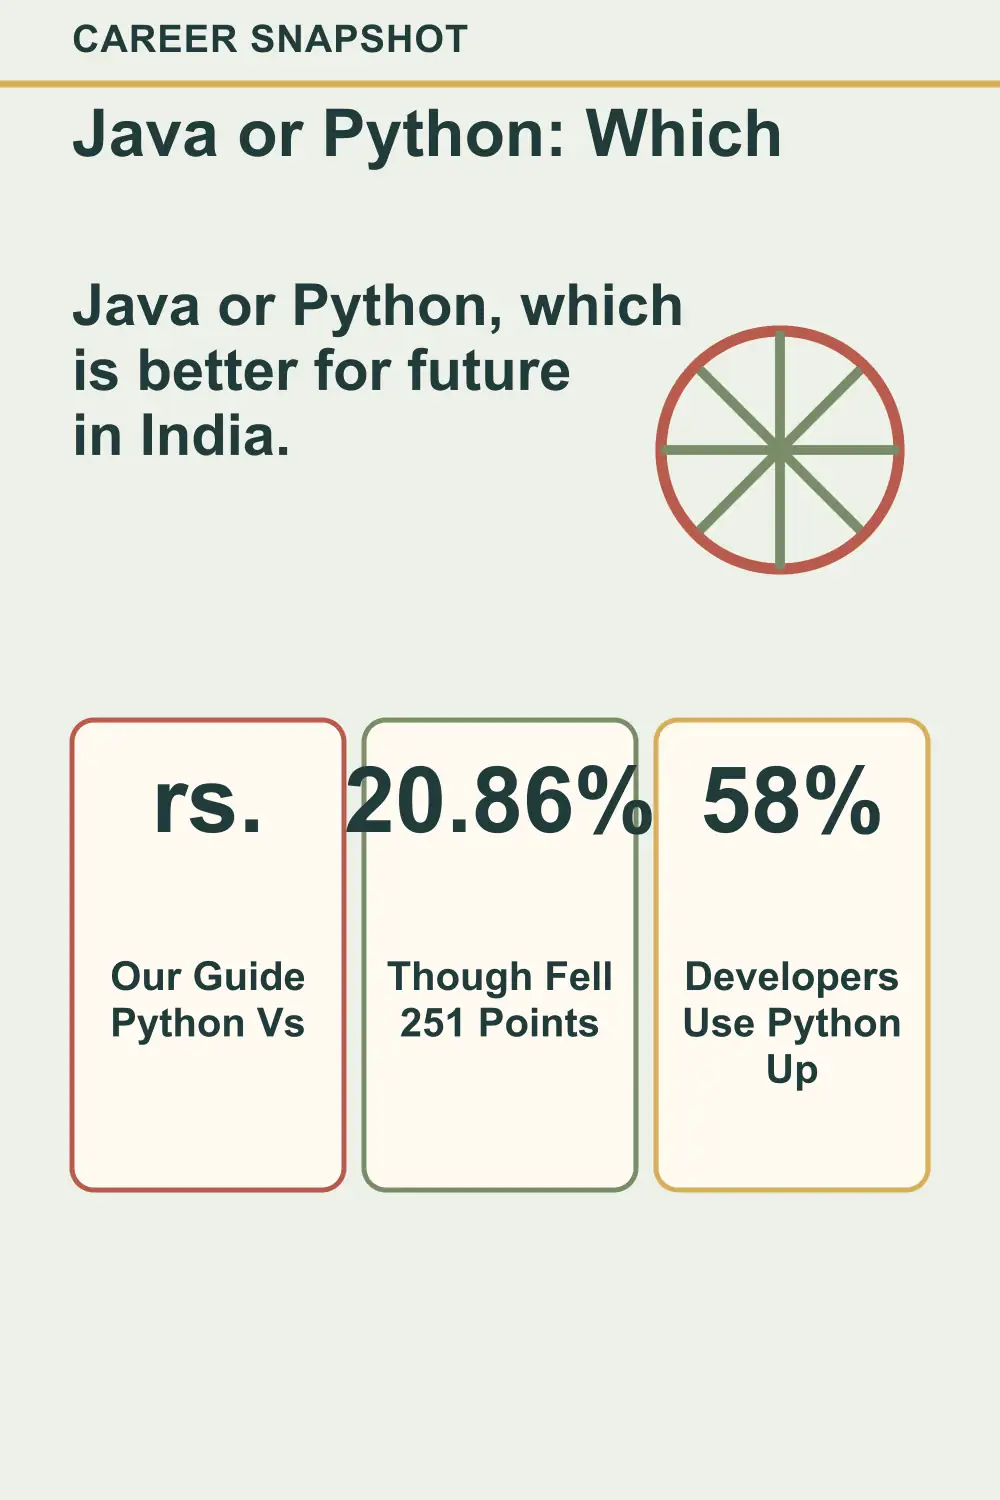 CAREER SNAPSHOT
Java or Python: Which
Java or Python, which
is better for future
in India.
rs.
Our Guide
Python Vs
20.86%
Though Fell
251 Points
58%
Developers
Use Python
Up